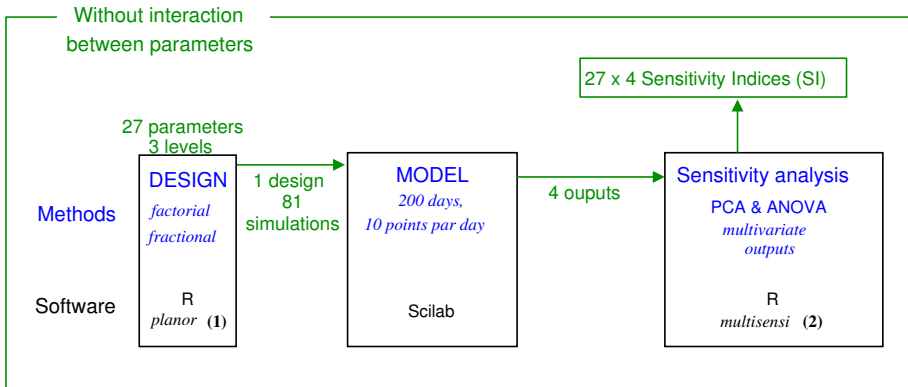 Without interaction
between parameters
27 x 4 Sensitivity Indices (SI)
27 parameters
3 levels
DESIGN
factorial
fractional
1 design
81
simulations
MODEL
200 days,
10 points par day
4 ouputs
Sensitivity analysis
PCA & ANOVA
multivariate
outputs
Methods
Software
R
planor (1)
Scilab
R
multisensi (2)